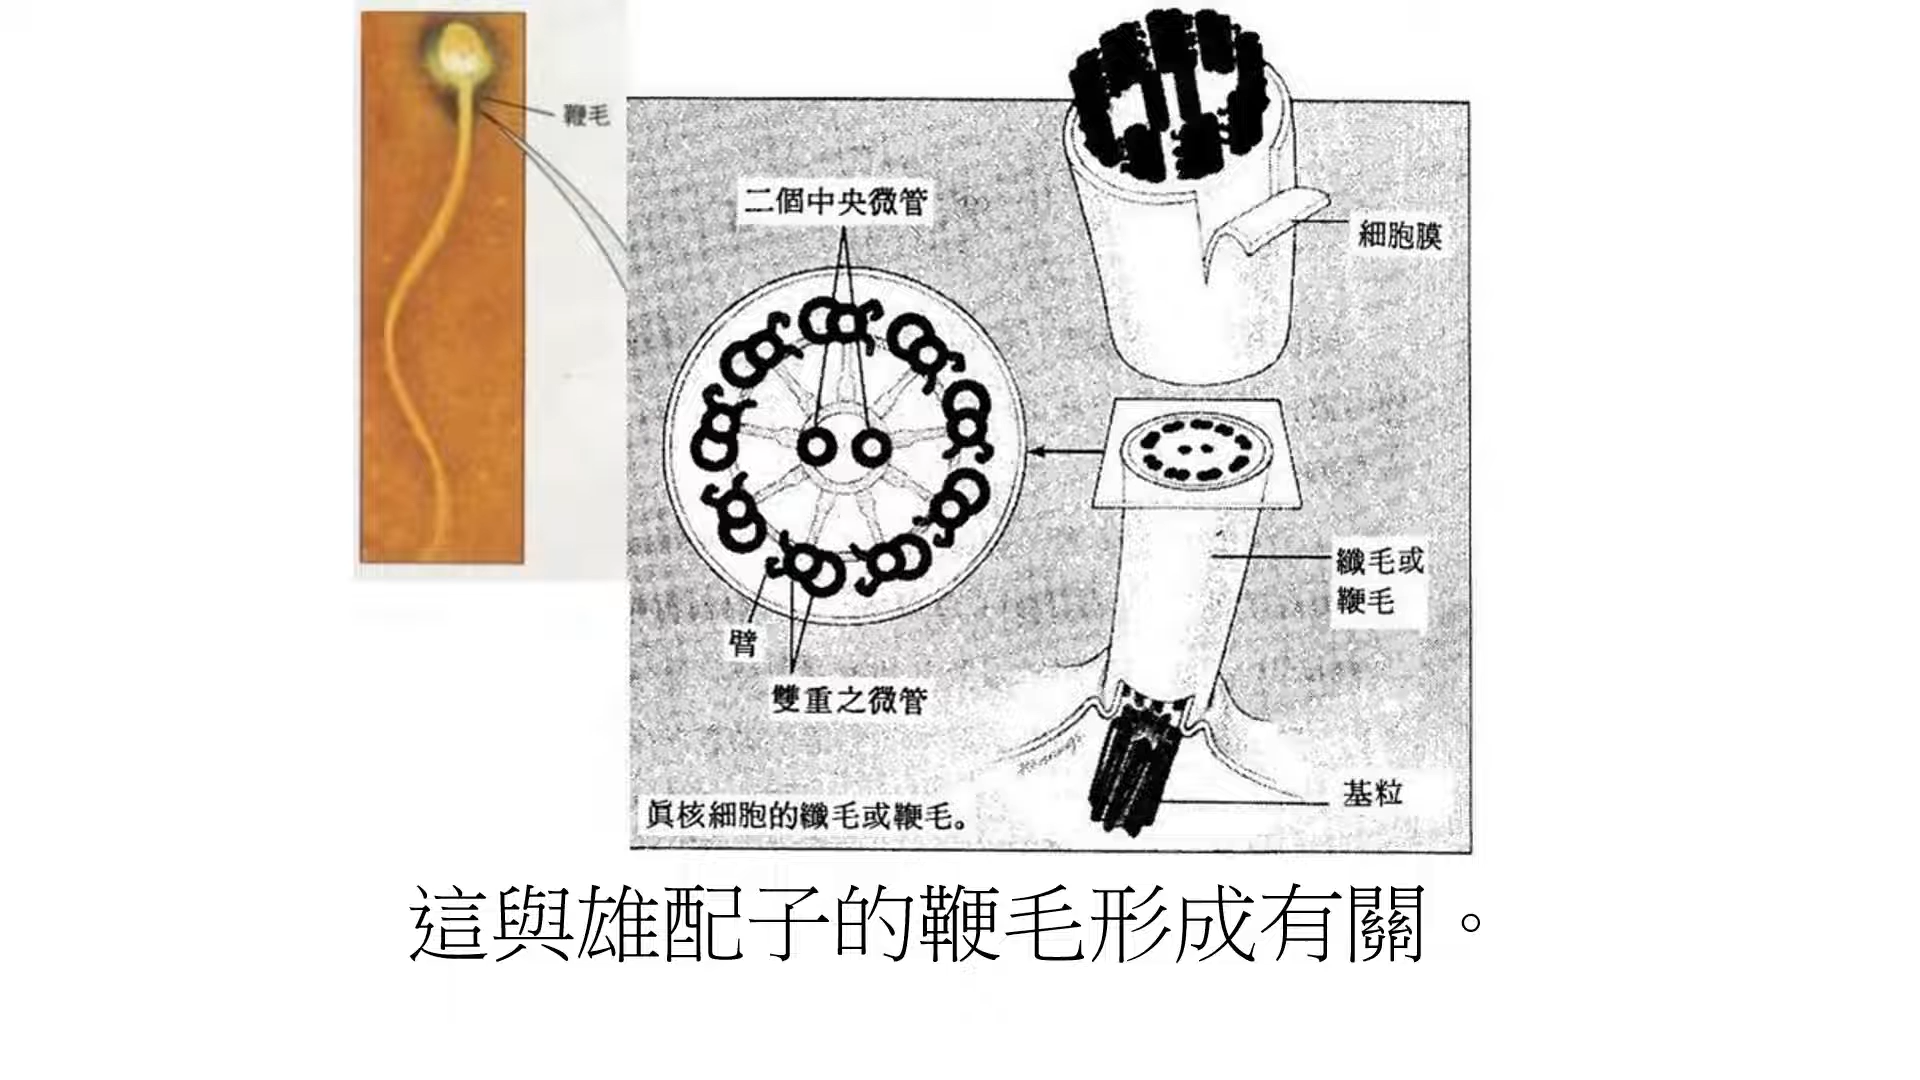 鞭毛
二個中央微管
細胞膜
纖毛或
鞭毛
臂
雙重之微管
基粒
眞核細胞的纖毛或鞭毛。
這與雄配子的鞭毛形成有關。